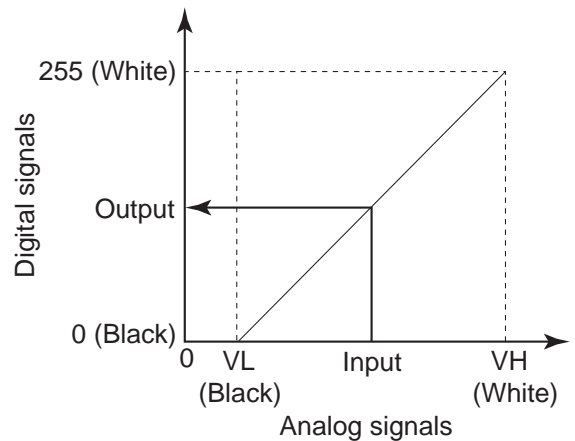 255 (White)
Digital signals
Output
0 (Black)
0
VL
(Black)
Input
VH
(White)
Analog signals